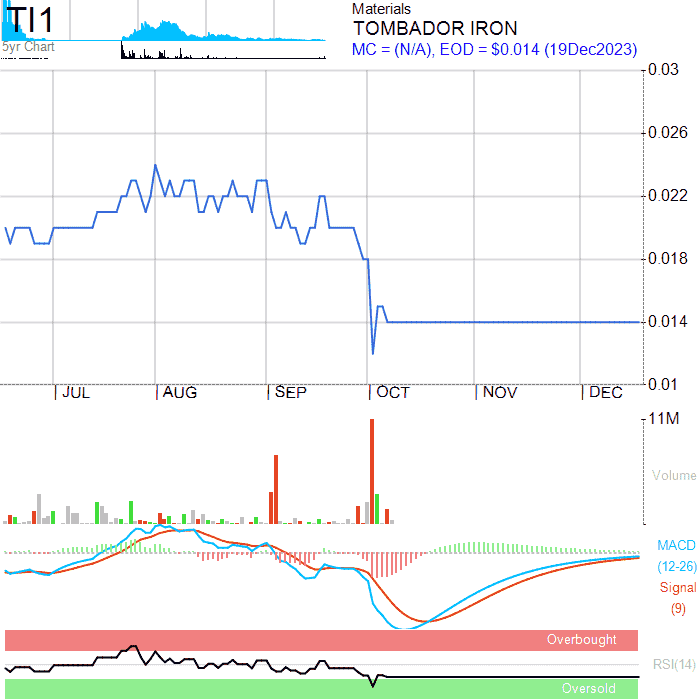 TI1
5yr Chart
Materials
TOMBADOR IRON
MC = (N/A), EOD = $0.014 (19Dec2023)
0.03
0.026
0.022
0.018
0.014
0.01
JUL AUG SEP OCT NOV DEC
11M
Volume
MACD
(12-26)
Signal
(9)
Overbought
RSI(14)
Oversold